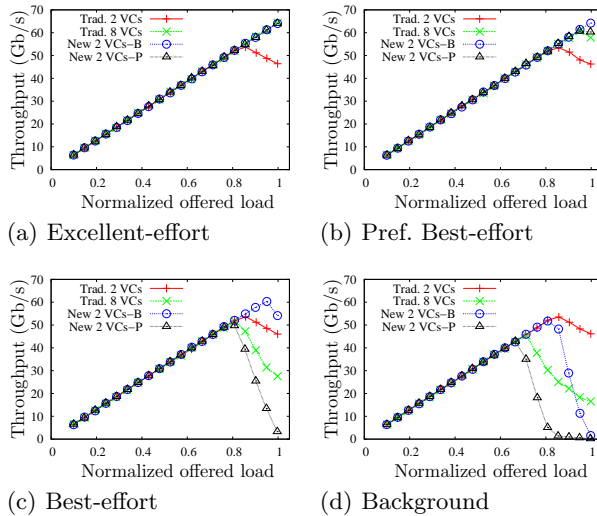 70
60
50
40
30
20
10
0
Throughput (Gb/s)
Trad. 2 VCs
Trad. 8 VCs
New 2 VCs−B
New 2 VCs−P
0 0.2 0.4 0.6 0.8 1
Normalized offered load
(a) Excellent-effort
70
60
50
40
30
20
10
0
Throughput (Gb/s)
Trad. 2 VCs
Trad. 8 VCs
New 2 VCs−B
New 2 VCs−P
0 0.2 0.4 0.6 0.8 1
Normalized offered load
(b) Pref. Best-effort
70
60
50
40
30
20
10
0
Throughput (Gb/s)
Trad. 2 VCs
Trad. 8 VCs
New 2 VCs−B
New 2 VCs−P
0 0.2 0.4 0.6 0.8 1
Normalized offered load
(c) Best-effort
70
60
50
40
30
20
10
0
Throughput (Gb/s)
Trad. 2 VCs
Trad. 8 VCs
New 2 VCs−B
New 2 VCs−P
0 0.2 0.4 0.6 0.8 1
Normalized offered load
(d) Background